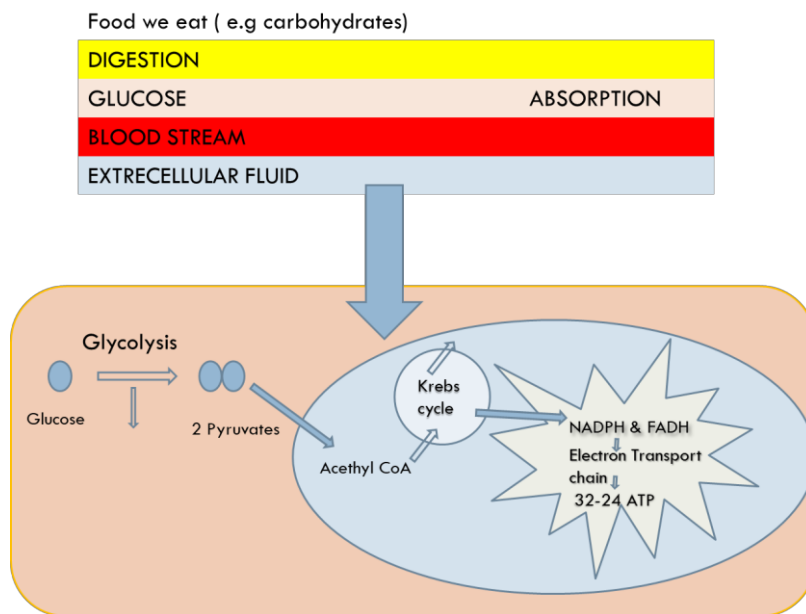 Food we eat ( e.g carbohydrates)
DIGESTION
GLUCOSE ABSORPTION
BLOOD STREAM
EXTRECELLULAR FLUID
Glycolysis
Glucose
2 Pyruvates
Acethyl CoA
Krebs
cycle
NADPH & FADH
Electron Transport
chain
32-24 ATP